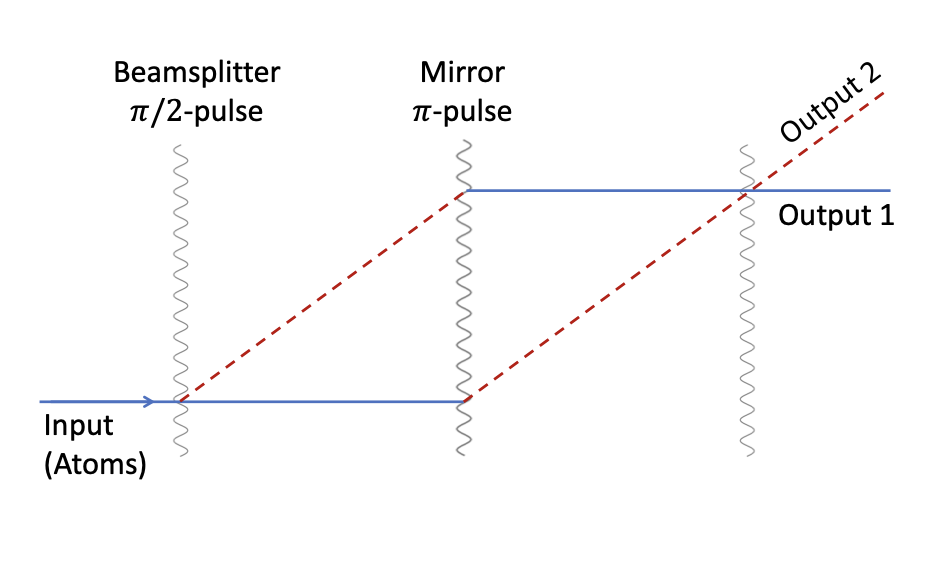 Beamsplitter
π/2-pulse
Mirror
π-pulse
Output 2
Output 1
Input
(Atoms)